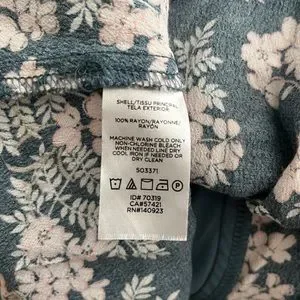 SHELL/TISSU PRINCIPAL
TELA EXTERIOR
100% RAYON/RAYONNE/
RAYÓN
MACHINE WASH COLD ONLY
NON-CHLORINE BLEACH
WHEN NEEDED LINE DRY
COOL IRON IF NEEDED OR
DRY CLEAN
503371
P
ID# 70319
CA#57421
RN#140923